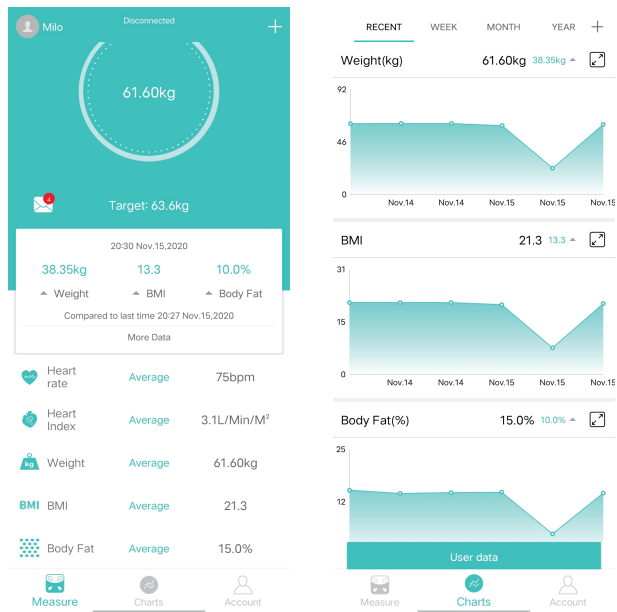 Milo
Disconnected
61.60kg
4
Target: 63.6kg
20:30 Nov.15,2020
38.35kg 13.3 10.0%
Weight BMI Body Fat
Compared to last time 20:27 Nov.15,2020
More Data
Heart rate Average 75bpm
Heart Index Average 3.1L/Min/M²
kg Weight Average 61.60kg
BMI BMI Average 21.3
Body Fat Average 15.0%
Measure Charts Account
RECENT WEEK MONTH YEAR
Weight(kg) 61.60kg 38.35kg
92
46
0
Nov.14 Nov.14 Nov.15 Nov.15 Nov.15
BMI 21.3 13.3
31
15
0
Nov.14 Nov.14 Nov.15 Nov.15 Nov.15
Body Fat(%) 15.0% 10.0%
25
12
User data
Measure Charts Account